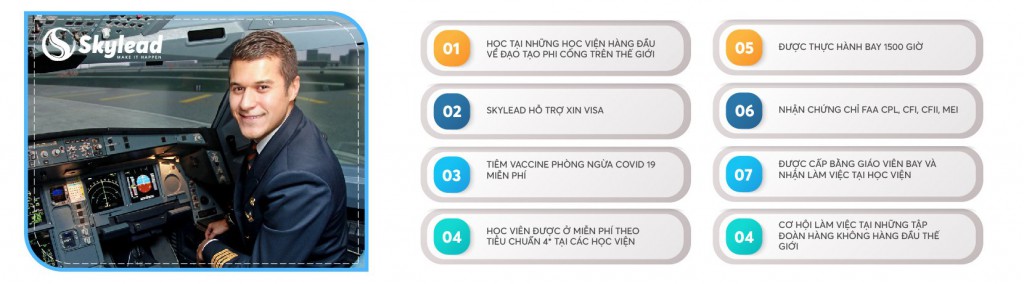 Skylead
MAKE IT HAPPEN
01
HỌC TẠI NHỮNG HỌC VIỆN HÀNG ĐẦU
VỀ ĐẠO TẠO PHI CÔNG TRÊN THẾ GIỚI
02
SKYLEAD HỖ TRỢ XIN VISA
03
TIÊM VACCINE PHÒNG NGỪA COVID 19
MIỄN PHÍ
04
HỌC VIÊN ĐƯỢC Ở MIỄN PHÍ THEO
TIÊU CHUẨN 4* TẠI CÁC HỌC VIỆN
05
ĐƯỢC THỰC HÀNH BAY 1500 GIỜ
06
NHẬN CHỨNG CHỈ FAA CPL, CFI, CFII, MEI
07
ĐƯỢC CẤP BẰNG GIÁO VIÊN BAY VÀ
NHẬN LÀM VIỆC TẠI HỌC VIỆN
04
CƠ HỘI LÀM VIỆC TẠI NHỮNG TẬP
ĐOÀN HÀNG KHÔNG HÀNG ĐẦU THẾ
GIỚI